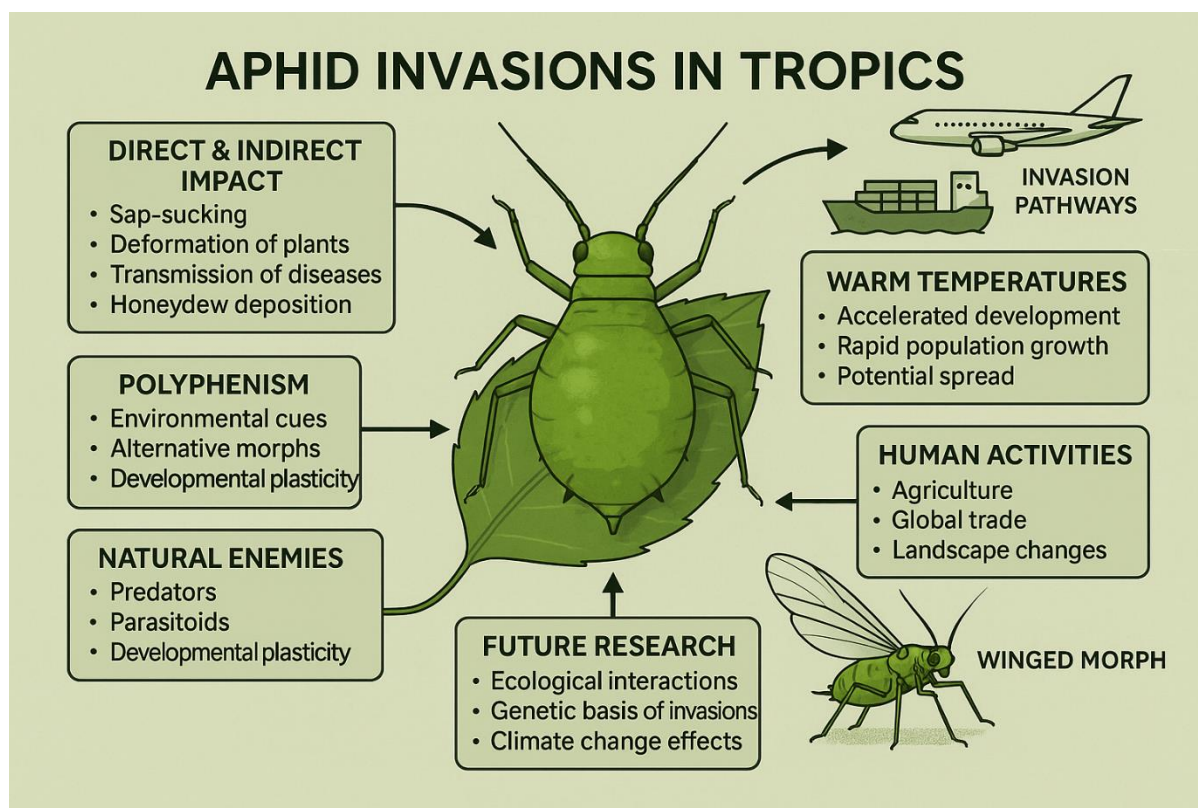 APHID INVASIONS IN TROPICS
DIRECT & INDIRECT
IMPACT
• Sap-sucking
• Deformation of plants
• Transmission of diseases
• Honeydew deposition
POLYPHENISM
• Environmental cues
• Alternative morphs
• Developmental plasticity
NATURAL ENEMIES
• Predators
• Parasitoids
• Developmental plasticity
FUTURE RESEARCH
• Ecological interactions
• Genetic basis of invasions
• Climate change effects
INVASION
PATHWAYS
WARM TEMPERATURES
• Accelerated development
• Rapid population growth
• Potential spread
HUMAN ACTIVITIES
• Agriculture
• Global trade
• Landscape changes
WINGED MORPH